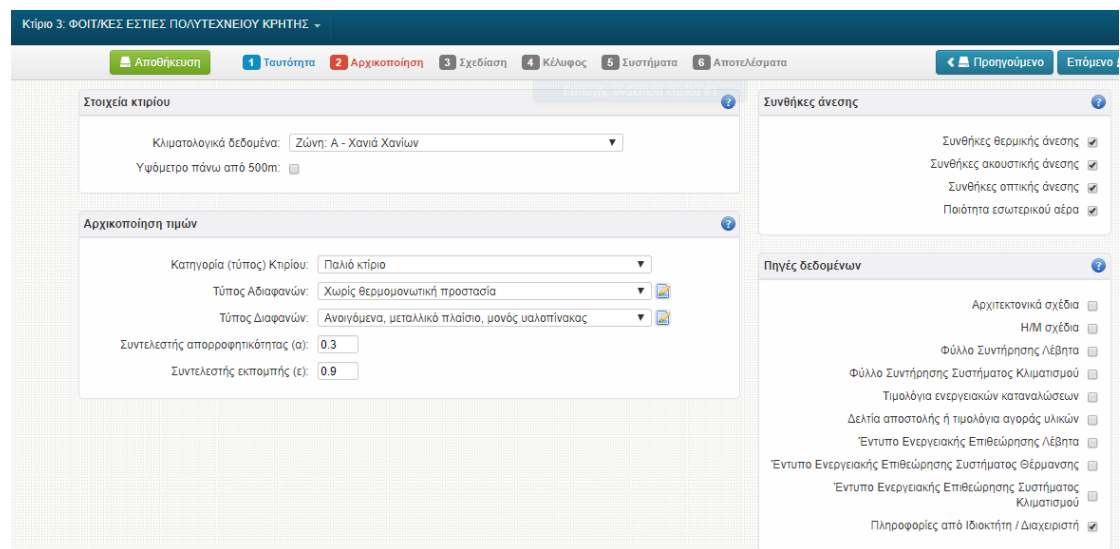 Κτίριο 3: ΦΟΙΤ/ΚΕΣ ΕΣΤΙΕΣ ΠΟΛΥΤΕΧΝΕΙΟΥ ΚΡΗΤΗΣ
Αποθήκευση 1 Ταυτότητα 2 Αρχικοποίηση 3 Σχεδίαση 4 Κέλυφος 5 Συστήματα 6 Αποτελέσματα Προηγούμενο Επόμενο
Στοιχεία κτιρίου
Κλιματολογικά δεδομένα: Ζώνη: Α - Χανιά Χανίων
Υψόμετρο πάνω από 500m:
Αρχικοποίηση τιμών
Κατηγορία (τύπος) Κτιρίου: Παλιό κτίριο
Τύπος Αδιαφανών: Χωρίς θερμομονωτική προστασία
Τύπος Διαφανών: Ανοιγόμενα, μεταλλικό πλαίσιο, μονός υαλοπίνακας
Συντελεστής απορροφητικότητας (α): 0.3
Συντελεστής εκπομπής (ε): 0.9
Συνθήκες άνεσης
Συνθήκες θερμικής άνεσης
Συνθήκες ακουστικής άνεσης
Συνθήκες οπτικής άνεσης
Ποιότητα εσωτερικού αέρα
Πηγές δεδομένων
Αρχιτεκτονικά σχέδια
Η/Μ σχέδια
Φύλλο Συντήρησης Λέβητα
Φύλλο Συντήρησης Συστήματος Κλιματισμού
Τιμολόγια ενεργειακών καταναλώσεων
Δελτία αποστολής ή τιμολόγια αγοράς υλικών
Έντυπο Ενεργειακής Επιθεώρησης Λέβητα
Έντυπο Ενεργειακής Επιθεώρησης Συστήματος Θέρμανσης
Έντυπο Ενεργειακής Επιθεώρησης Συστήματος
Κλιματισμού
Πληροφορίες από Ιδιοκτήτη / Διαχειριστή